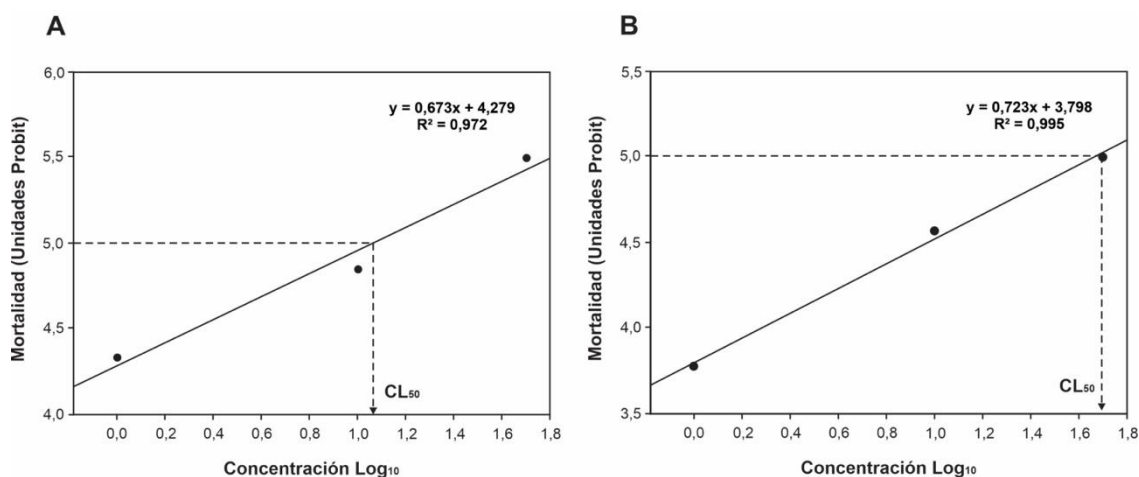 A
Mortalidad (Unidades Probit)
6,0
5,5
5,0
4,5
4,0
y = 0,673x + 4,279
R² = 0,972
CL₅₀
0,0 0,2 0,4 0,6 0,8 1,0 1,2 1,4 1,6 1,8
Concentración Log₁₀
B
Mortalidad (Unidades Probit)
5,5
5,0
4,5
4,0
3,5
y = 0,723x + 3,798
R² = 0,995
CL₅₀
0,0 0,2 0,4 0,6 0,8 1,0 1,2 1,4 1,6 1,8
Concentración Log₁₀